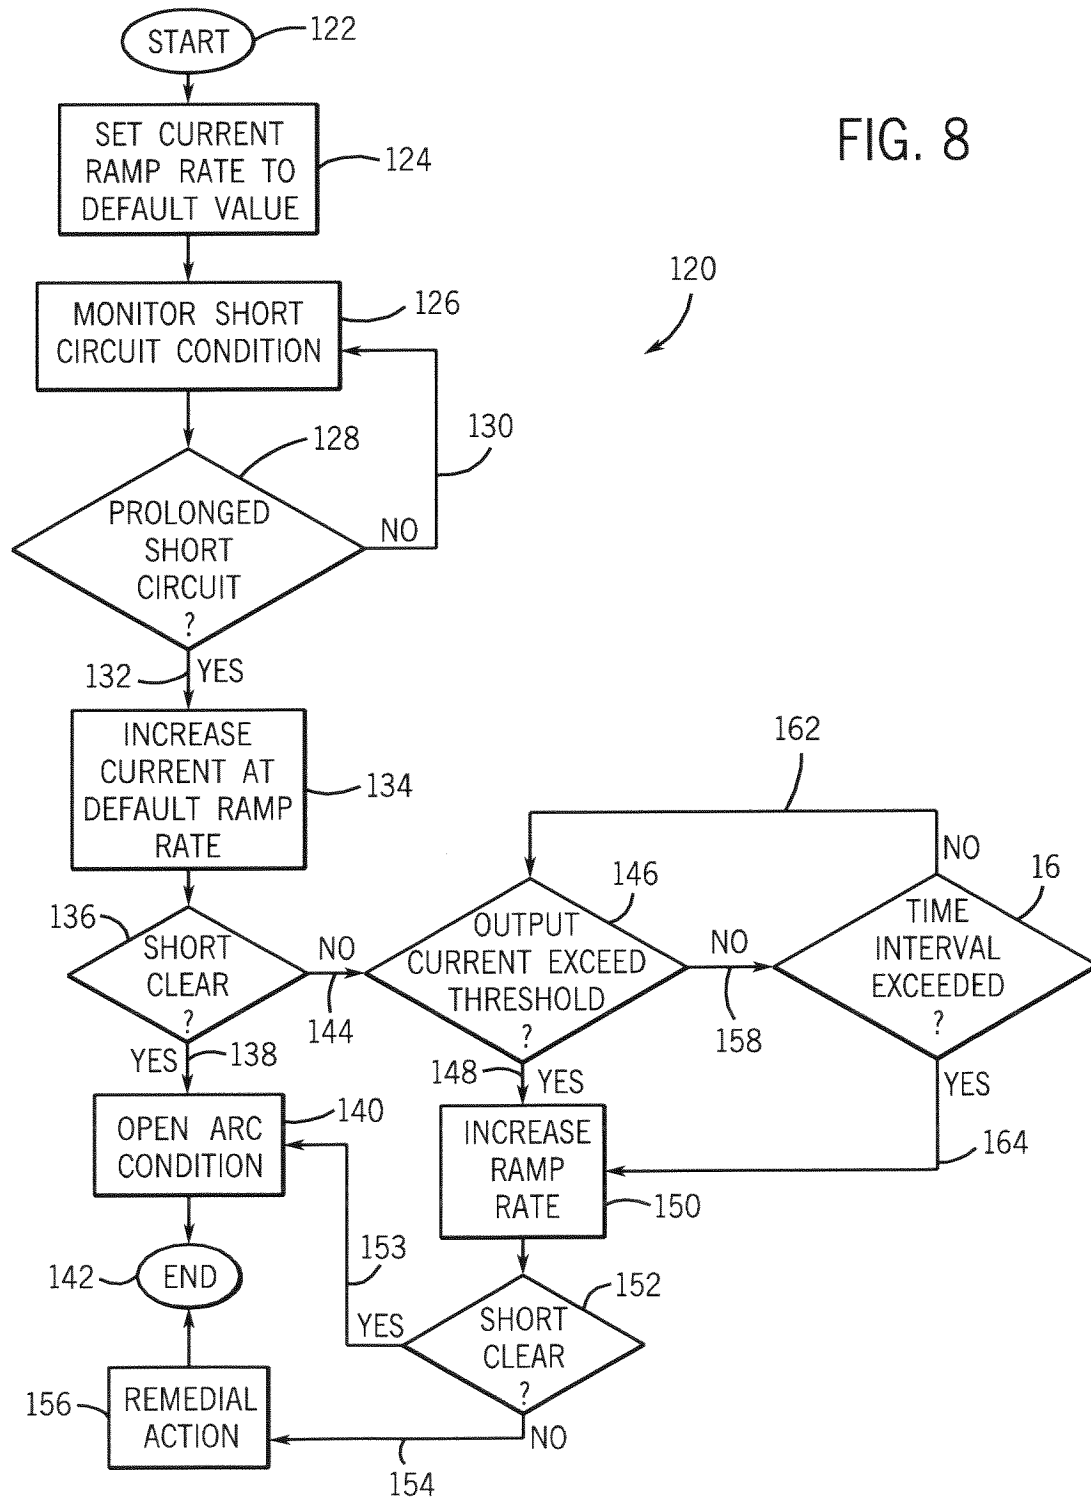 START
122
FIG. 8
SET CURRENT
RAMP RATE TO
DEFAULT VALUE
124
120
MONITOR SHORT
CIRCUIT CONDITION
126
128
130
PROLONGED
SHORT
CIRCUIT
?
NO
132
YES
INCREASE
CURRENT AT
DEFAULT RAMP
RATE
134
162
NO
136
SHORT
CLEAR
?
NO
144
146
OUTPUT
CURRENT EXCEED
THRESHOLD
?
NO
158
16
TIME
INTERVAL
EXCEEDED
?
YES
138
148
YES
YES
OPEN ARC
CONDITION
140
INCREASE
RAMP
RATE
150
164
142
END
153
152
YES
SHORT
CLEAR
?
156
REMEDIAL
ACTION
NO
154